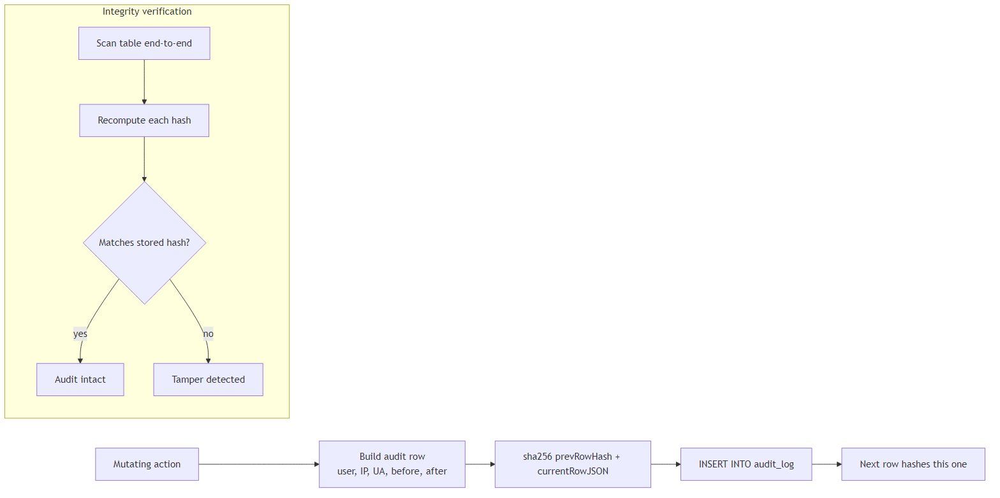 Integrity verification
Scan table end-to-end
Recompute each hash
Matches stored hash?
yes
no
Audit intact
Tamper detected
Mutating action
Build audit row
user, IP, UA, before, after
sha256 prevRowHash +
currentRowJSON
INSERT INTO audit_log
Next row hashes this one